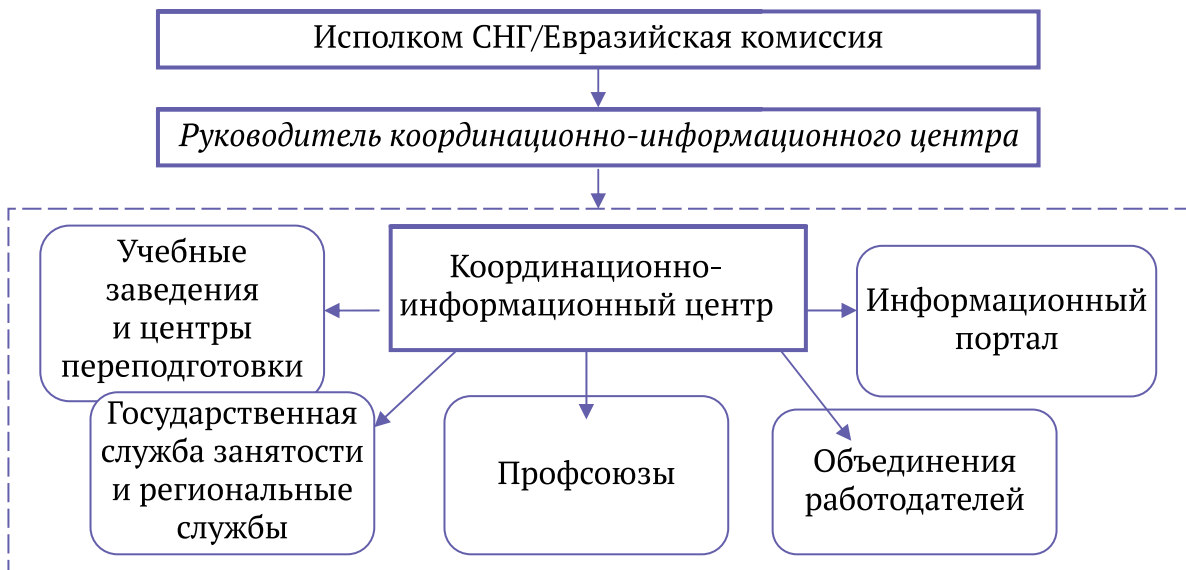 Исполком СНГ/Евразийская комиссия
Руководитель координационно-информационного центра
Учебные
заведения
и центры
переподготовки
Координационно-
информационный центр
Информационный
портал
Государственная
служба занятости
и региональные
службы
Профсоюзы
Объединения
работодателей